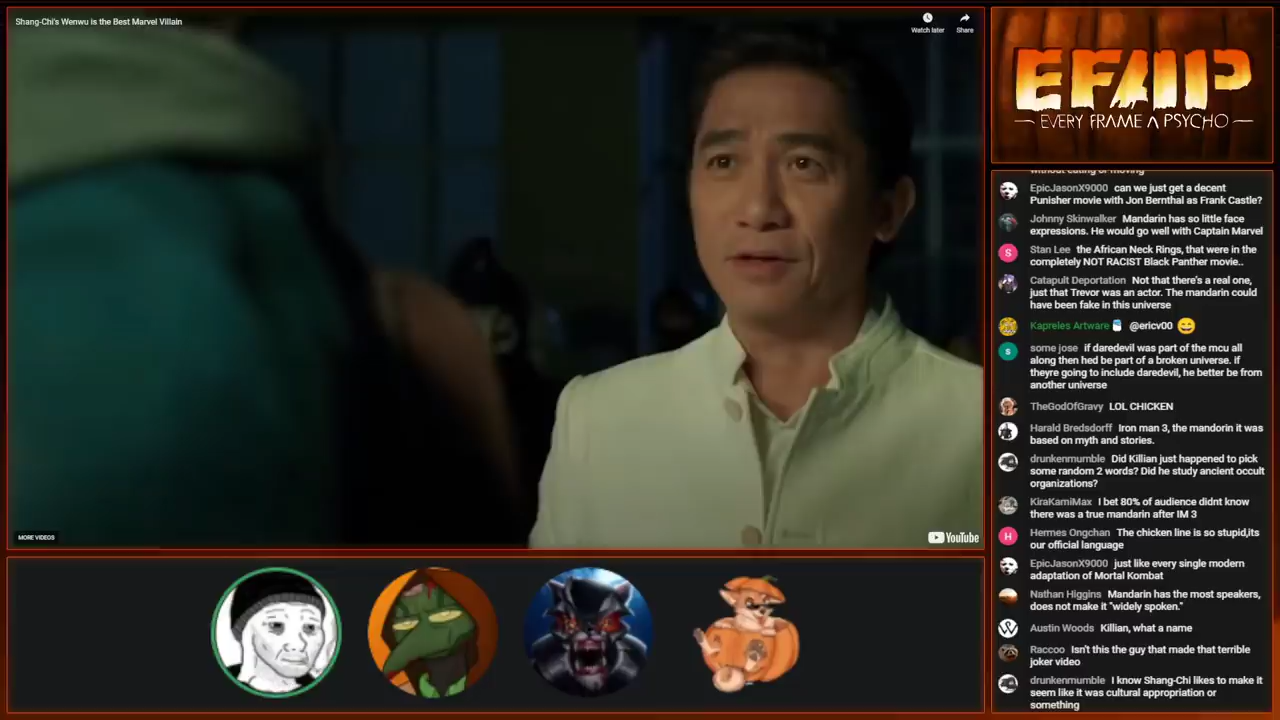 Shang-Chi's Wenwu is the Best Marvel Villain
Watch later
Share
MORE VIDEOS
YouTube
EFAP
EVERY FRAME A PSYCHO
without eating or moving
EpicJasonX9000 can we just get a decent
Punisher movie with Jon Bernthal as Frank Castle?
Johnny Skinwalker Mandarin has so little face
expressions. He would go well with Captain Marvel
S
Stan Lee the African Neck Rings, that were in the
completely NOT RACIST Black Panther movie..
Catapult Deportation Not that there's a real one,
just that Trevor was an actor. The mandarin could
have been fake in this universe
Kapreles Artware @ericv00
S
some jose if daredevil was part of the mcu all
along then hed be part of a broken universe. if
theyre going to include daredevil, he better be from
another universe
TheGodOfGravy LOL CHICKEN
Harald Bredsdorff Iron man 3, the mandorin it was
based on myth and stories.
drunkenmumble Did Killian just happened to pick
some random 2 words? Did he study ancient occult
organizations?
KiraKamiMax I bet 80% of audience didnt know
there was a true mandarin after IM 3
H
Hermes Ongchan The chicken line is so stupid,its
our official language
EpicJasonX9000 just like every single modern
adaptation of Mortal Kombat
Nathan Higgins Mandarin has the most speakers,
does not make it "widely spoken."
Austin Woods Killian, what a name
Raccoo Isn't this the guy that made that terrible
joker video
drunkenmumble I know Shang-Chi likes to make it
seem like it was cultural appropriation or
something